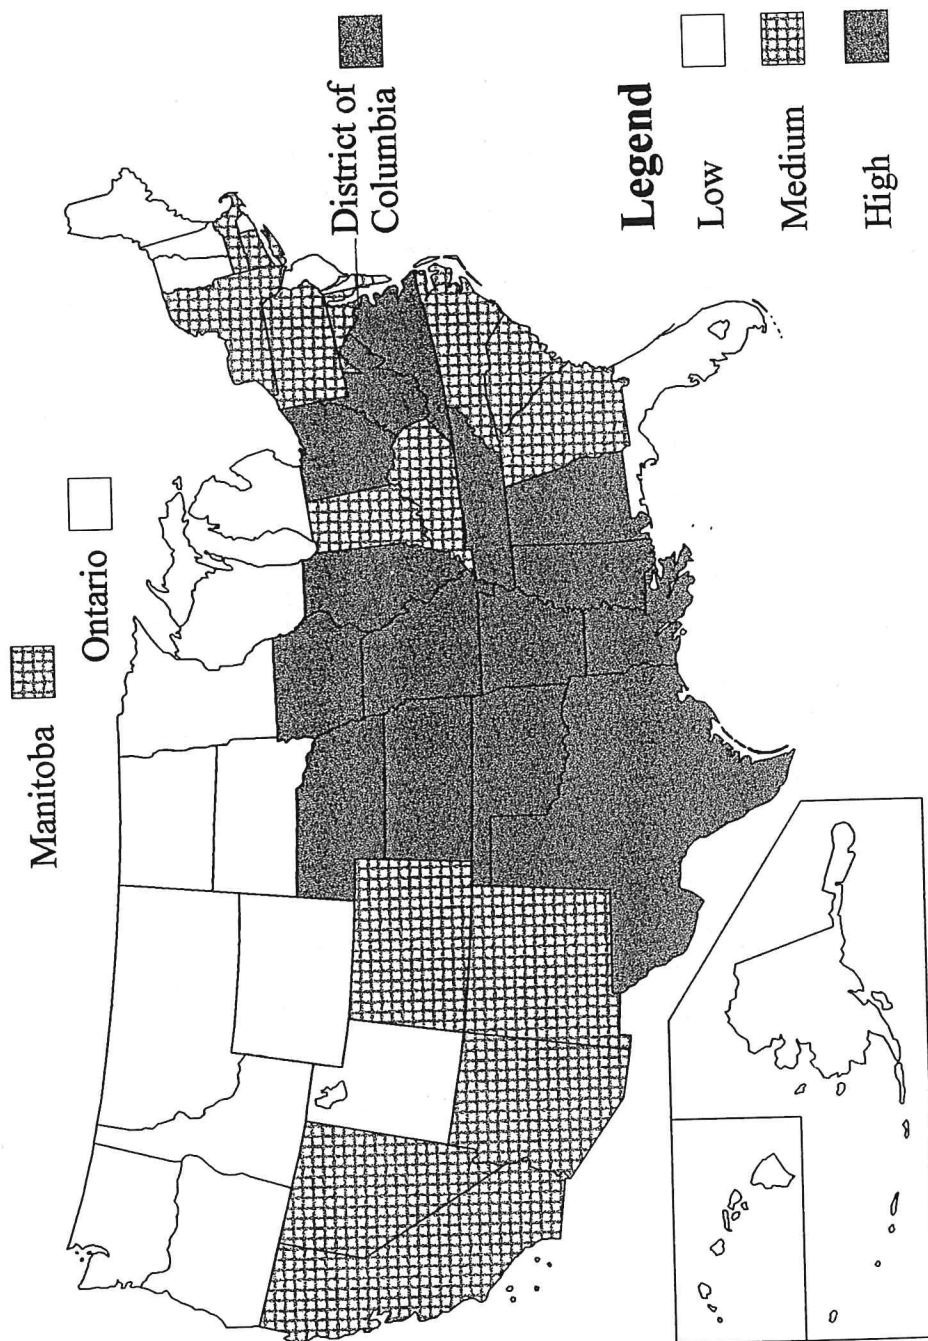 Manitoba
Ontario
District of
Columbia
Legend
Low
Medium
High